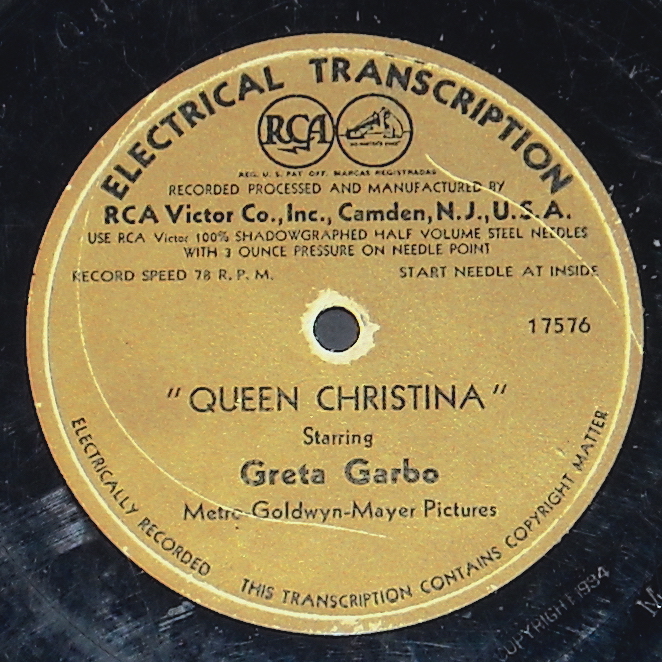 ELECTRICAL TRANSCRIPTION
RCA
HIS MASTER'S VOICE
REG. U. S. PAT. OFF. MARCAS REGISTRADAS
RECORDED PROCESSED AND MANUFACTURED BY
RCA Victor Co., Inc., Camden, N.J., U.S.A.
USE RCA Victor 100% SHADOWGRAPHED HALF VOLUME STEEL NEEDLES
WITH 3 OUNCE PRESSURE ON NEEDLE POINT
RECORD SPEED 78 R. P. M. START NEEDLE AT INSIDE
17576
"QUEEN CHRISTINA"
Starring
Greta Garbo
Metro-Goldwyn-Mayer Pictures
ELECTRICALLY RECORDED THIS TRANSCRIPTION CONTAINS COPYRIGHT MATTER
COPYRIGHT 1934